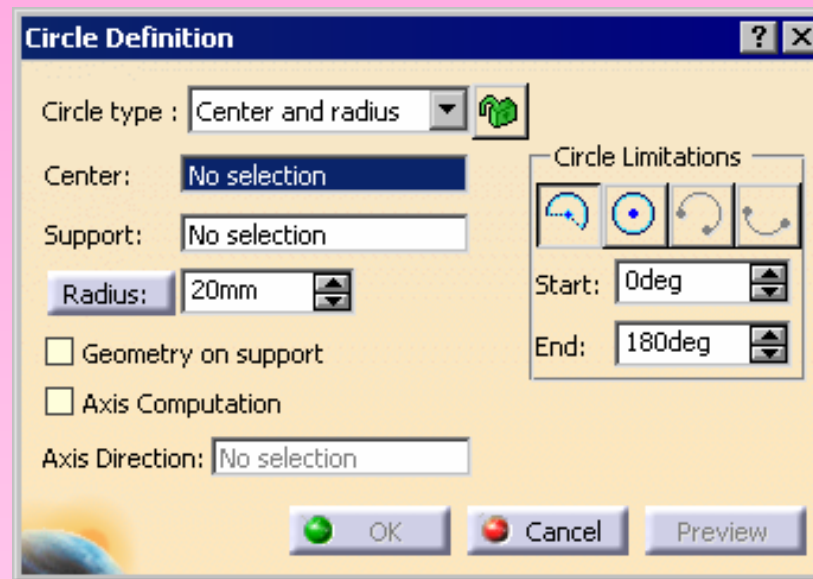 Circle Definition
Circle type : Center and radius
Circle Limitations
Center: No selection
Support: No selection
Start: 0deg
Radius: 20mm
End: 180deg
Geometry on support
Axis Computation
Axis Direction: No selection
OK Cancel Preview